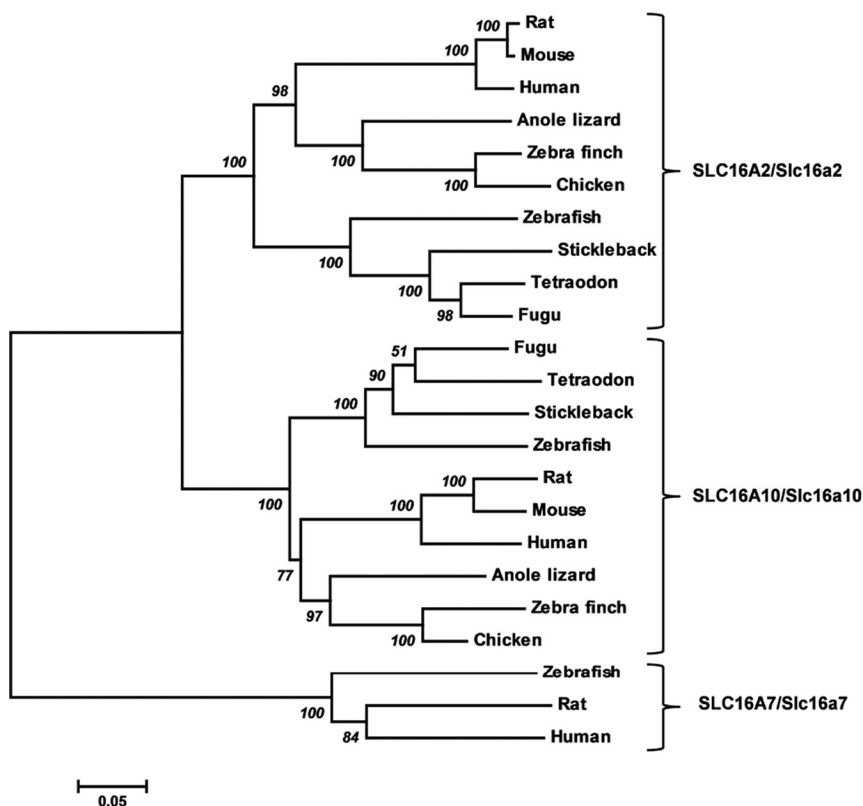 100
Rat
100
Mouse
98
Human
Anole lizard
100
Zebra finch
100
100
Chicken
SLC16A2/Slc16a2
Zebrafish
100
Stickleback
100
Tetraodon
98
Fugu
51
Fugu
90
Tetraodon
100
Stickleback
Zebrafish
100
Rat
100
100
Mouse
SLC16A10/Slc16a10
Human
77
Anole lizard
97
Zebra finch
100
Chicken
Zebrafish
100
Rat
SLC16A7/Slc16a7
84
Human
0.05